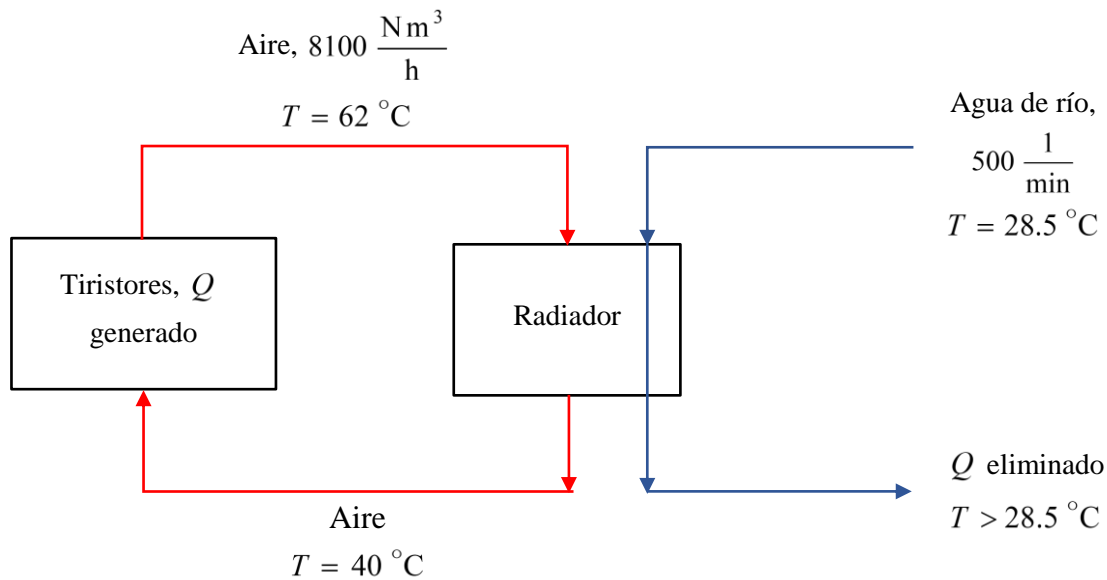 Aire, 8100 N m³/h
T = 62 °C
Agua de río,
500 l/min
T = 28.5 °C
Tiristores, Q
generado
Radiador
Q eliminado
T > 28.5 °C
Aire
T = 40 °C